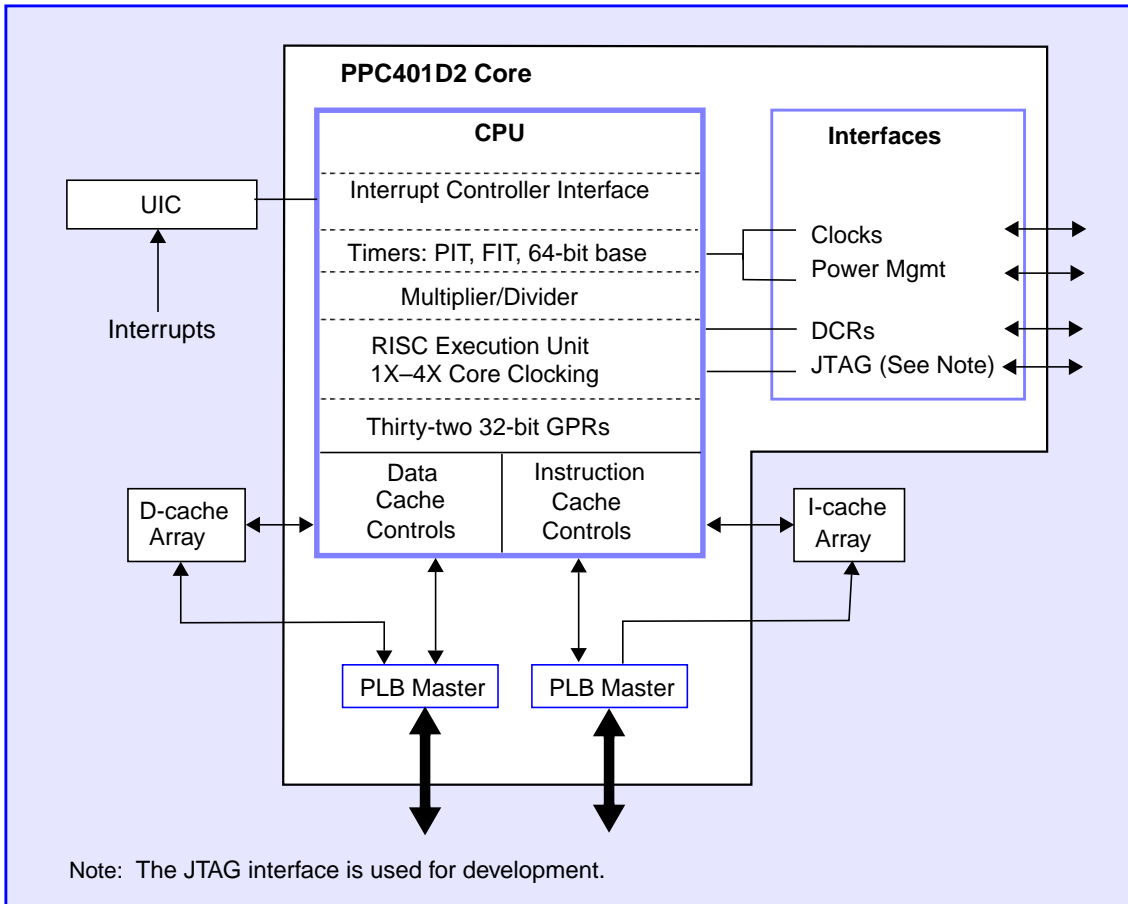 PPC401D2 Core
CPU
Interrupt Controller Interface
Timers: PIT, FIT, 64-bit base
Multiplier/Divider
RISC Execution Unit
1X–4X Core Clocking
Thirty-two 32-bit GPRs
Data
Cache
Controls
Instruction
Cache
Controls
Interfaces
Clocks
Power Mgmt
DCRs
JTAG (See Note)
UIC
Interrupts
D-cache
Array
I-cache
Array
PLB Master
PLB Master
Note: The JTAG interface is used for development.